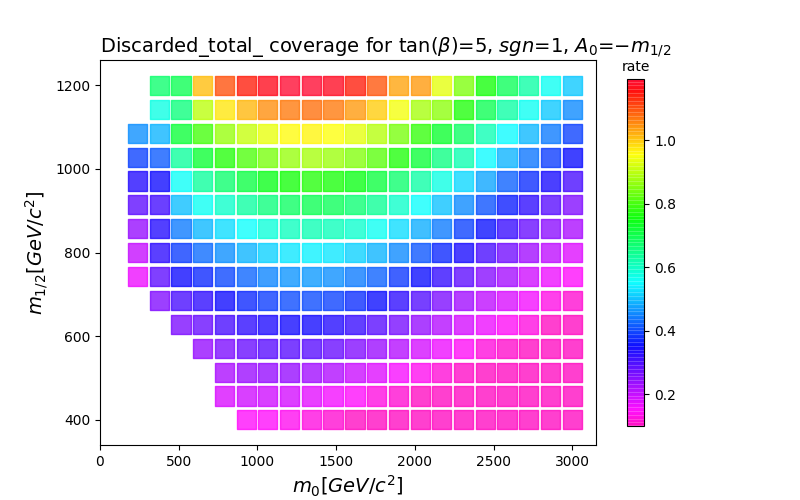 Discarded_total_ coverage for tan(β)=5, sgn=1, A₀=−m₁/₂
rate
1200
1000
800
600
400
m₁/₂[GeV/c²]
0 500 1000 1500 2000 2500 3000
m₀[GeV/c²]
1.0
0.8
0.6
0.4
0.2